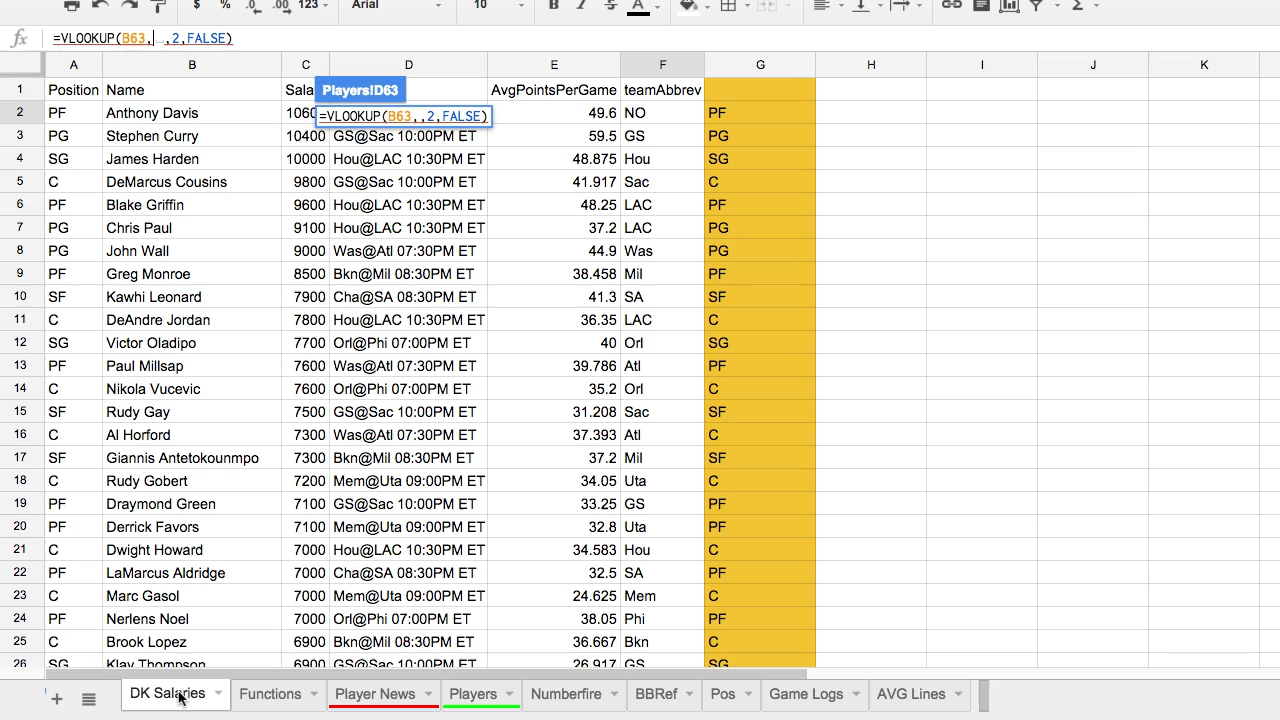 $ % .0 .00 123 Arial 10 B I S A Σ
fx =VLOOKUP(B63, ,2,FALSE)
A B C D E F G H I J K
Players!D63
1 Position Name Sala AvgPointsPerGame teamAbbrev
=VLOOKUP(B63,,2,FALSE)
2 PF Anthony Davis 1060 49.6 NO PF
3 PG Stephen Curry 10400 GS@Sac 10:00PM ET 59.5 GS PG
4 SG James Harden 10000 Hou@LAC 10:30PM ET 48.875 Hou SG
5 C DeMarcus Cousins 9800 GS@Sac 10:00PM ET 41.917 Sac C
6 PF Blake Griffin 9600 Hou@LAC 10:30PM ET 48.25 LAC PF
7 PG Chris Paul 9100 Hou@LAC 10:30PM ET 37.2 LAC PG
8 PG John Wall 9000 Was@Atl 07:30PM ET 44.9 Was PG
9 PF Greg Monroe 8500 Bkn@Mil 08:30PM ET 38.458 Mil PF
10 SF Kawhi Leonard 7900 Cha@SA 08:30PM ET 41.3 SA SF
11 C DeAndre Jordan 7800 Hou@LAC 10:30PM ET 36.35 LAC C
12 SG Victor Oladipo 7700 Orl@Phi 07:00PM ET 40 Orl SG
13 PF Paul Millsap 7600 Was@Atl 07:30PM ET 39.786 Atl PF
14 C Nikola Vucevic 7600 Orl@Phi 07:00PM ET 35.2 Orl C
15 SF Rudy Gay 7500 GS@Sac 10:00PM ET 31.208 Sac SF
16 C Al Horford 7300 Was@Atl 07:30PM ET 37.393 Atl C
17 SF Giannis Antetokounmpo 7300 Bkn@Mil 08:30PM ET 37.2 Mil SF
18 C Rudy Gobert 7200 Mem@Uta 09:00PM ET 34.05 Uta C
19 PF Draymond Green 7100 GS@Sac 10:00PM ET 33.25 GS PF
20 PF Derrick Favors 7100 Mem@Uta 09:00PM ET 32.8 Uta PF
21 C Dwight Howard 7000 Hou@LAC 10:30PM ET 34.583 Hou C
22 PF LaMarcus Aldridge 7000 Cha@SA 08:30PM ET 32.5 SA PF
23 C Marc Gasol 7000 Mem@Uta 09:00PM ET 24.625 Mem C
24 PF Nerlens Noel 7000 Orl@Phi 07:00PM ET 38.05 Phi PF
25 C Brook Lopez 6900 Bkn@Mil 08:30PM ET 36.667 Bkn C
26 SG Klay Thompson 6900 GS@Sac 10:00PM ET 26.917 GS SG
+ DK Salaries Functions Player News Players Numberfire BBRef Pos Game Logs AVG Lines